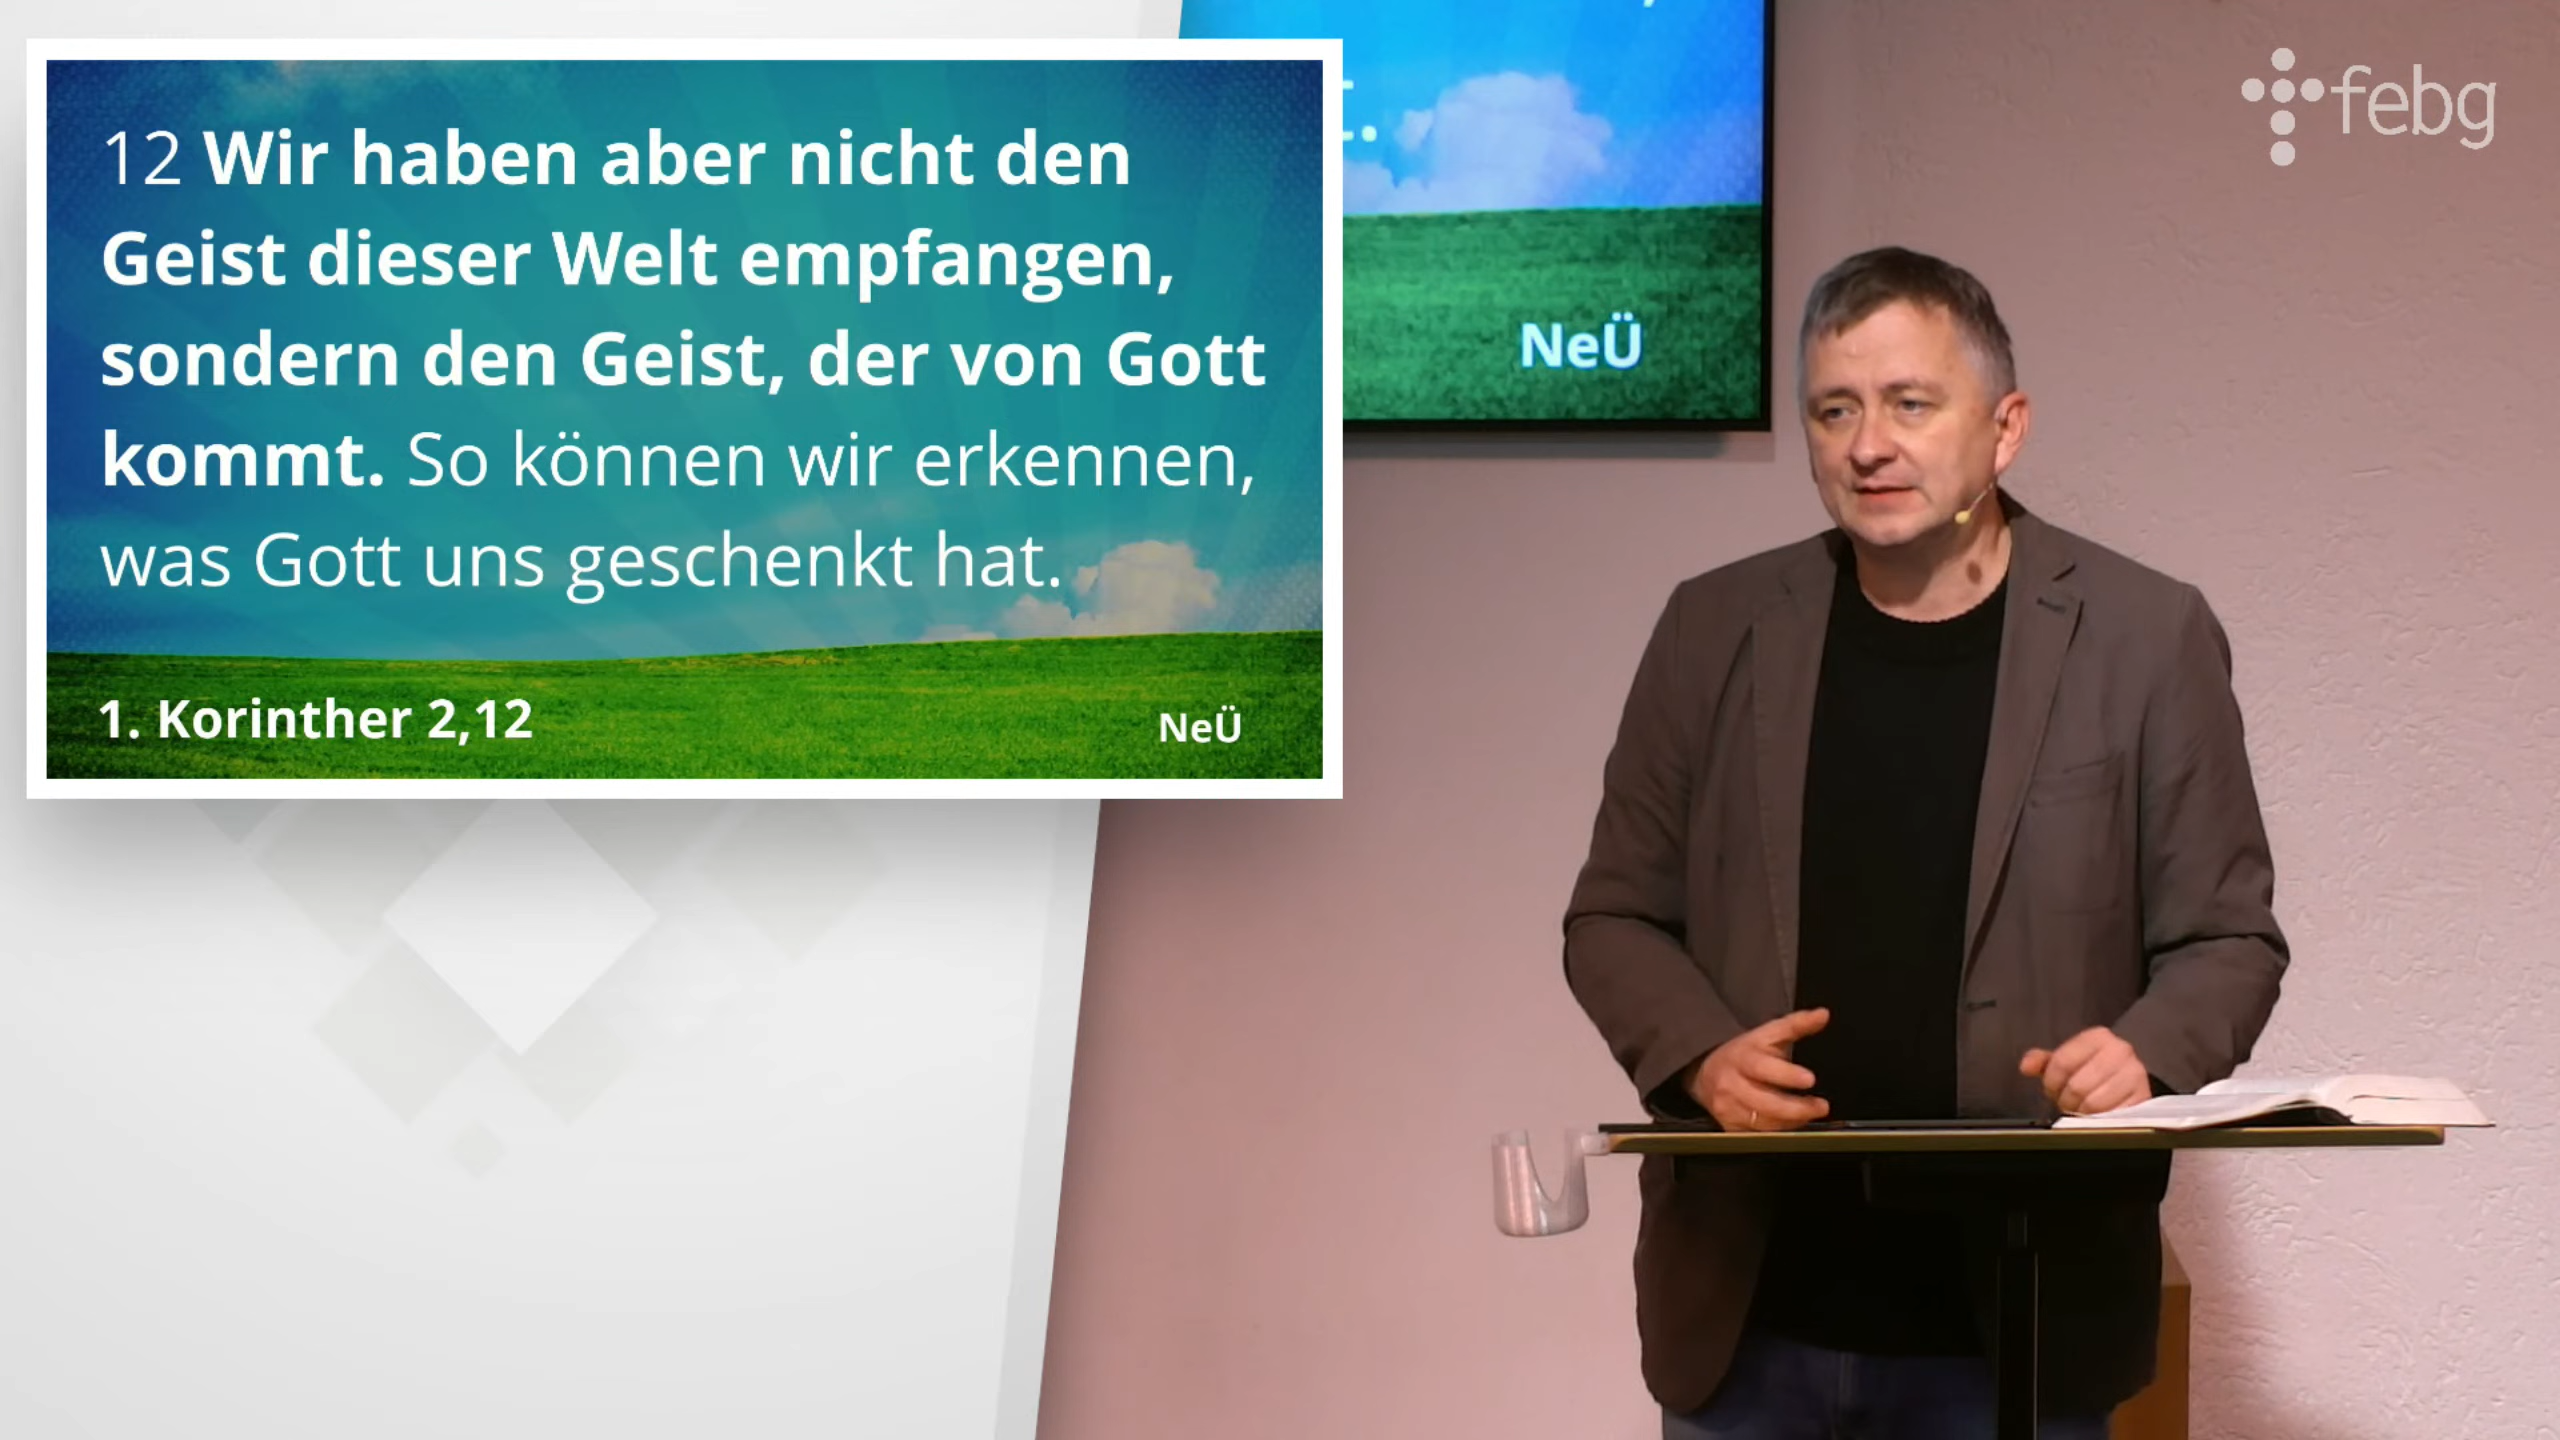 12 Wir haben aber nicht den
Geist dieser Welt empfangen,
sondern den Geist, der von Gott
kommt. So können wir erkennen,
was Gott uns geschenkt hat.
1. Korinther 2,12
NeÜ
NeÜ
febg